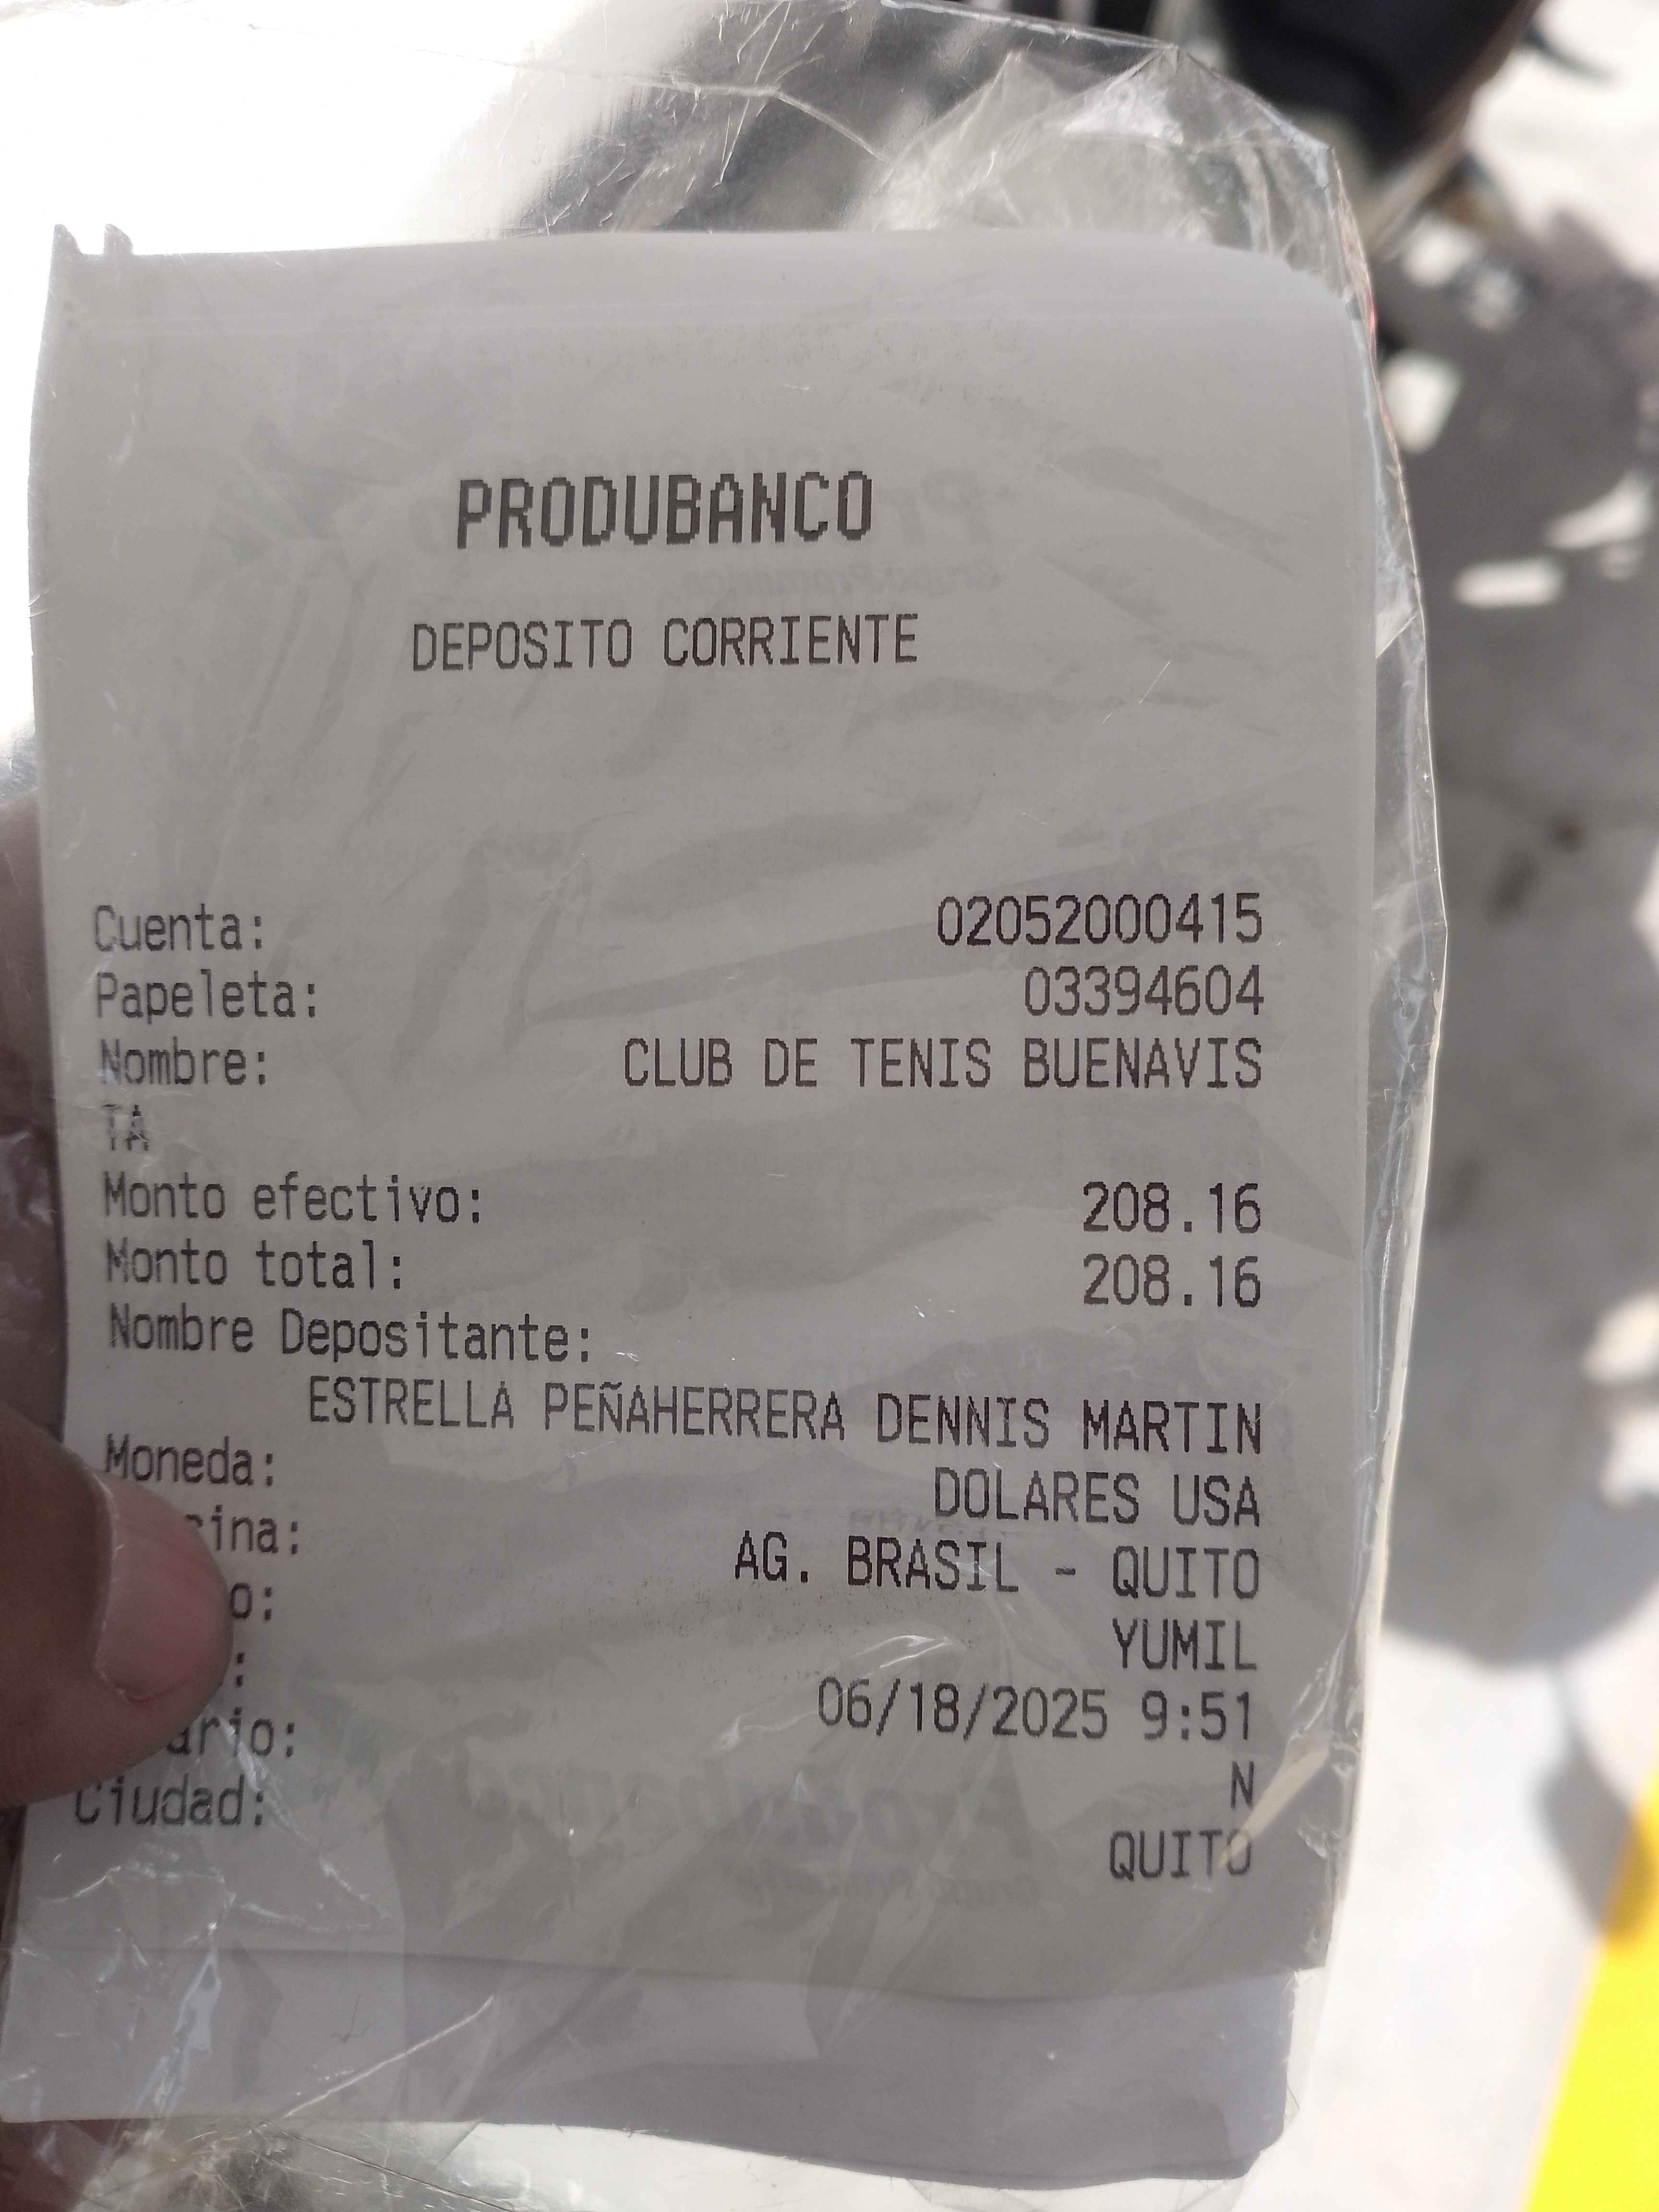 PRODUBANCO
DEPOSITO CORRIENTE
Cuenta: 02052000415
Papeleta: 03394604
Nombre: CLUB DE TENIS BUENAVIS
TA
Monto efectivo: 208.16
Monto total: 208.16
Nombre Depositante:
ESTRELLA PEÑAHERRERA DENNIS MARTIN
Moneda: DOLARES USA
cina: AG. BRASIL - QUITO
o: YUMIL
: 06/18/2025 9:51
ario: N
Ciudad: QUITO